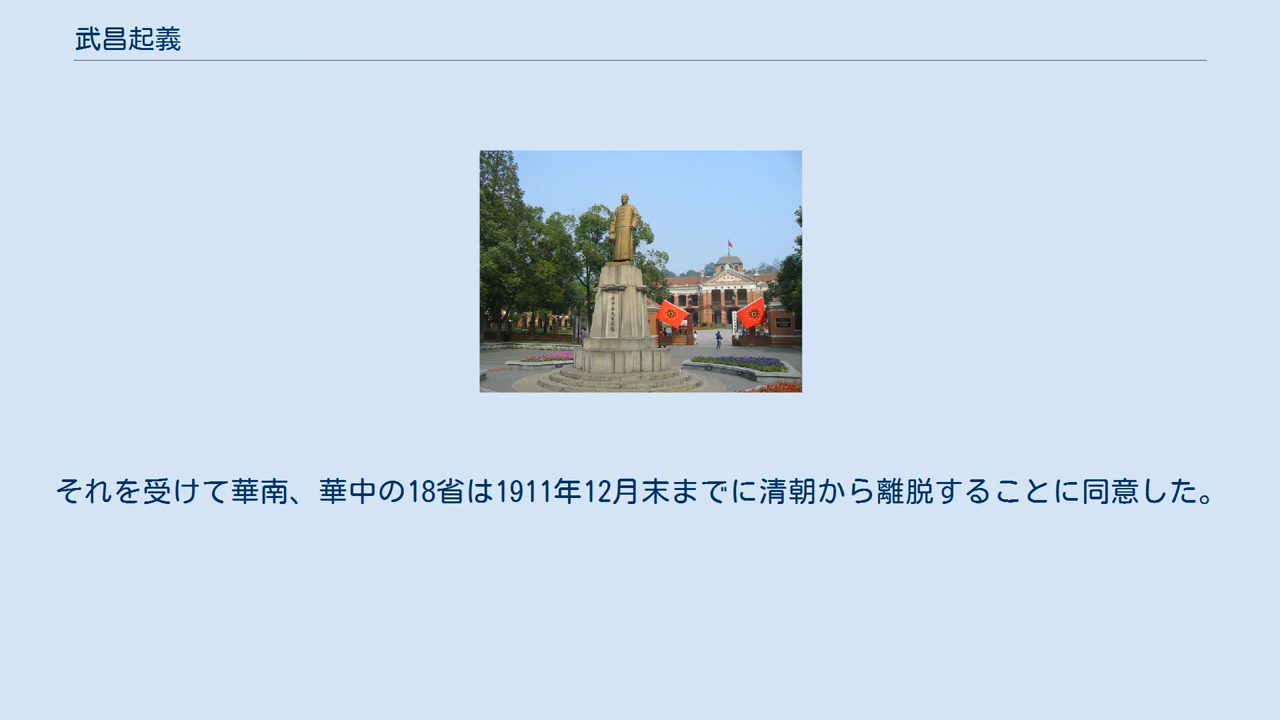 武昌起義
それを受けて華南、華中の18省は1911年12月末までに清朝から離脱することに同意した。